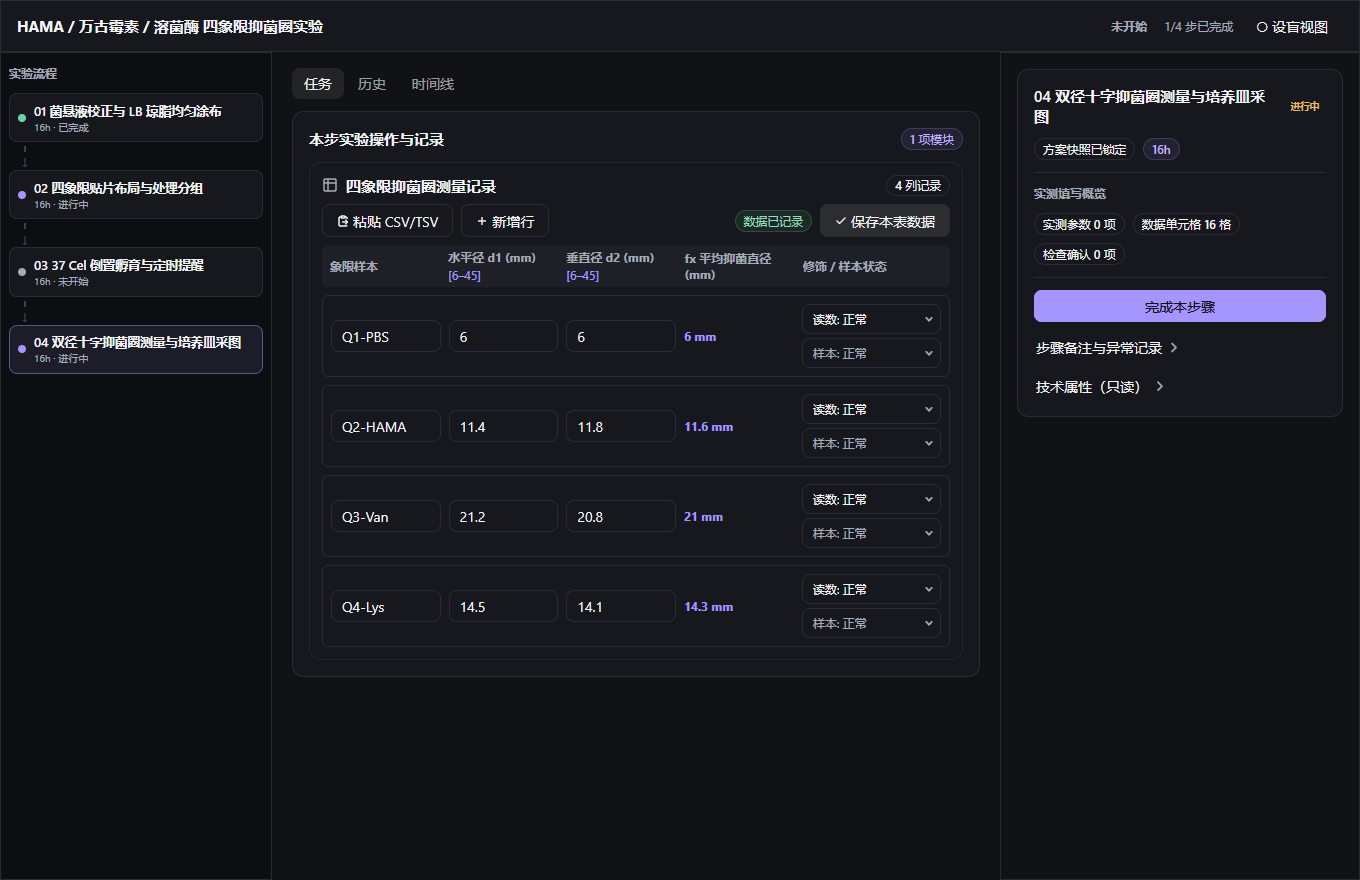 HAMA / 万古霉素 / 溶菌酶 四象限抑菌圈实验
未开始 1/4 步已完成 设盲视图
实验流程
01 菌悬液校正与 LB 琼脂均匀涂布
16h · 已完成
02 四象限贴片布局与处理分组
16h · 进行中
03 37 Cel 倒置孵育与定时提醒
16h · 未开始
04 双径十字抑菌圈测量与培养皿采图
16h · 进行中
任务 历史 时间线
本步实验操作与记录 1 项模块
四象限抑菌圈测量记录 4 列记录
粘贴 CSV/TSV + 新增行 数据已记录 保存本表数据
象限样本 水平径 d1 (mm) [6–45] 垂直径 d2 (mm) [6–45] fx 平均抑菌直径 (mm) 修饰 / 样本状态
Q1-PBS 6 6 6 mm 读数: 正常
样本: 正常
Q2-HAMA 11.4 11.8 11.6 mm 读数: 正常
样本: 正常
Q3-Van 21.2 20.8 21 mm 读数: 正常
样本: 正常
Q4-Lys 14.5 14.1 14.3 mm 读数: 正常
样本: 正常
04 双径十字抑菌圈测量与培养皿采
图
进行中
方案快照已锁定 16h
实测填写概览
实测参数 0 项 数据单元格 16 格
检查确认 0 项
完成本步骤
步骤备注与异常记录
技术属性（只读）